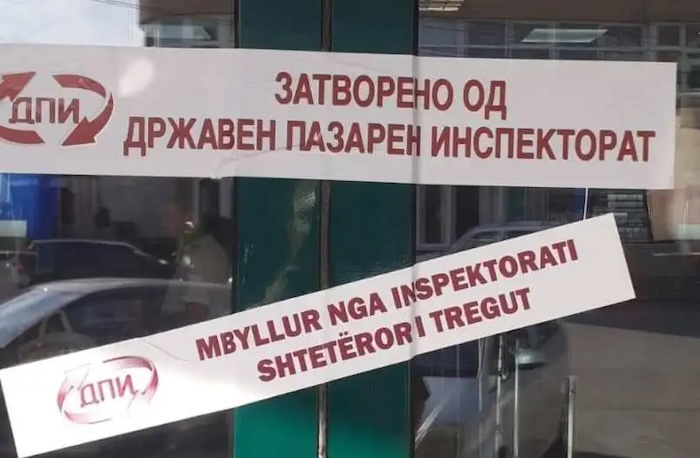 ДПИ
ЗАТВОРЕНО ОД
ДРЖАВЕН ПАЗАРЕН ИНСПЕКТОРАТ
MBYLLUR NGA INSPEKTORATI
SHTETËROR I TREGUT
ДПИ